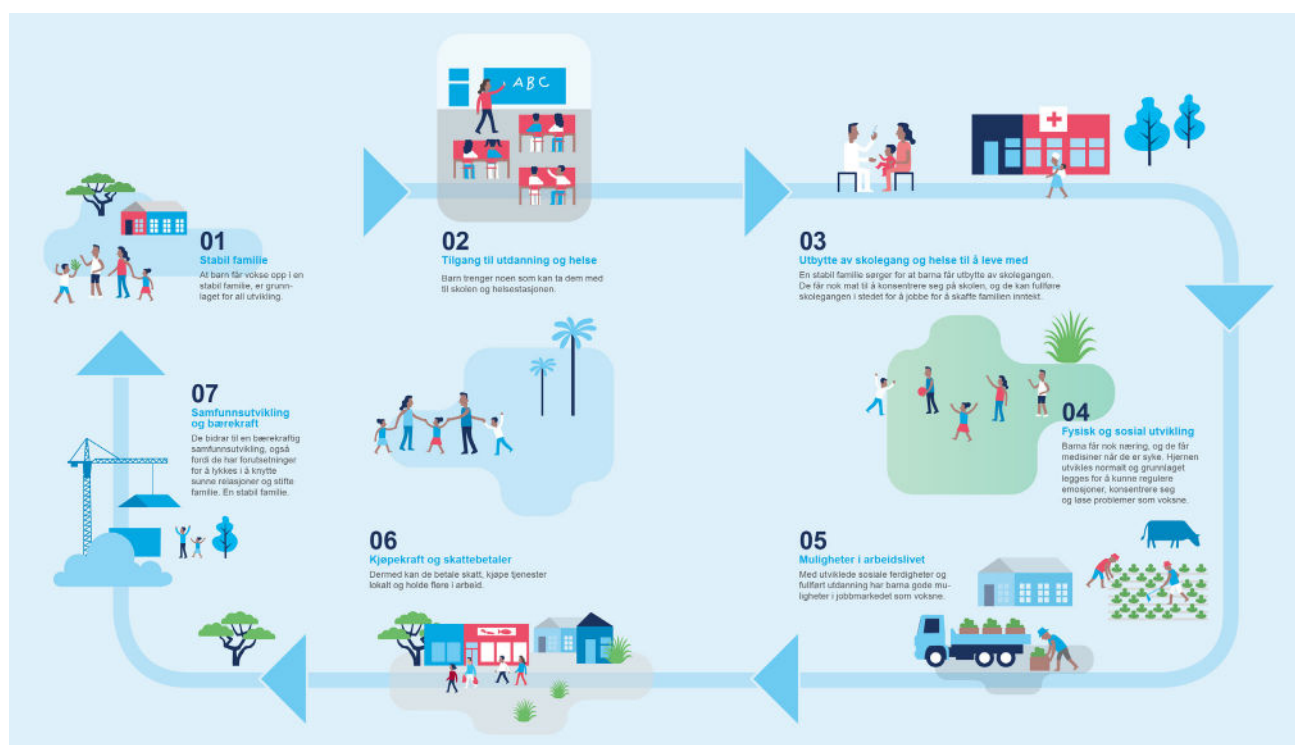 ABC
01
Stabil familie
At barn får vokse opp i en
stabil familie, er grunn-
laget for all utvikling.
02
Tilgang til utdanning og helse
Barn trenger noen som kan ta dem med
til skolen og helsestasjonen.
03
Utbytte av skolegang og helse til å leve med
En stabil familie sørger for at barna får utbytte av skolegangen.
De får nok mat til å konsentrere seg på skolen, og de kan fullføre
skolegangen i stedet for å jobbe for å skaffe familien inntekt.
04
Fysisk og sosial utvikling
Barna får nok næring, og de får
medisiner når de er syke. Hjernen
utvikles normalt og grunnlaget
legges for å kunne regulere
emosjoner, konsentrere seg
og løse problemer som voksne.
05
Muligheter i arbeidslivet
Med utviklede sosiale ferdigheter og
fullført utdanning har barna gode mu-
ligheter i jobbmarkedet som voksne.
06
Kjøpekraft og skattebetaler
Dermed kan de betale skatt, kjøpe tjenester
lokalt og holde flere i arbeid.
07
Samfunnsutvikling
og bærekraft
De bidrar til en bærekraftig
samfunnsutvikling, også
fordi de har forutsetninger
for å lykkes i å knytte
sunne relasjoner og stifte
familie. En stabil familie.